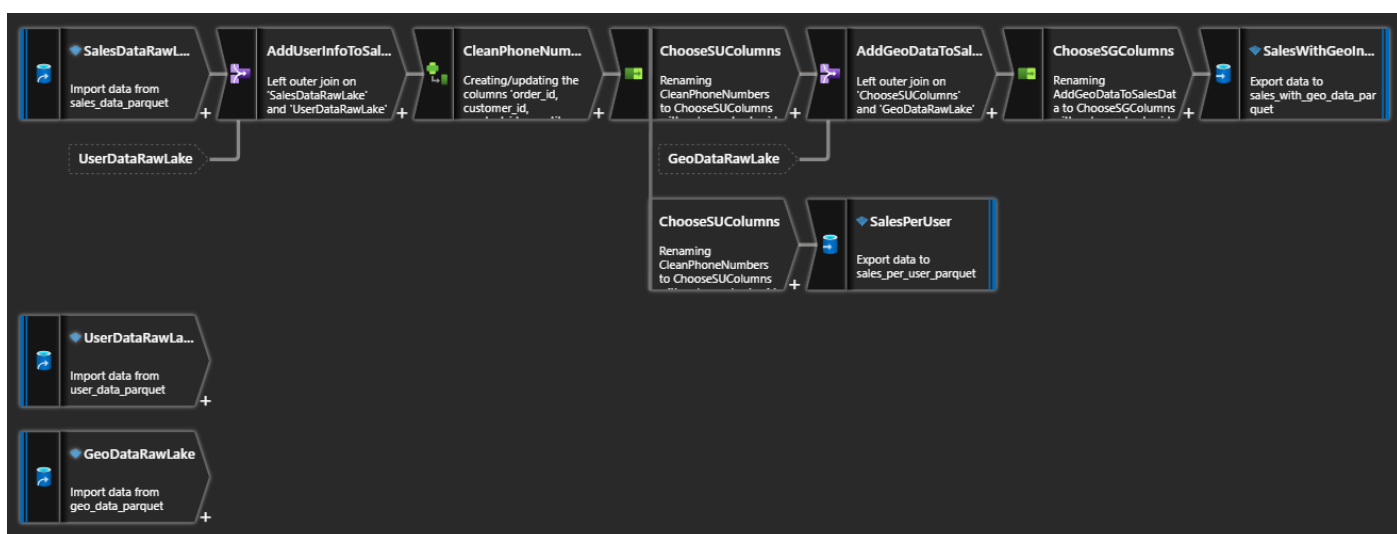 SalesDataRawL...
Import data from
sales_data_parquet
+
AddUserInfoToSal...
Left outer join on
'SalesDataRawLake'
and 'UserDataRawLake'
+
CleanPhoneNum...
Creating/updating the
columns 'order_id,
customer_id,
+
ChooseSUColumns
Renaming
CleanPhoneNumbers
to ChooseSUColumns
+
AddGeoDataToSal...
Left outer join on
'ChooseSUColumns'
and 'GeoDataRawLake'
+
ChooseSGColumns
Renaming
AddGeoDataToSalesDat
a to ChooseSGColumns
+
SalesWithGeoIn...
Export data to
sales_with_geo_data_par
quet
UserDataRawLake
GeoDataRawLake
ChooseSUColumns
Renaming
CleanPhoneNumbers
to ChooseSUColumns
+
SalesPerUser
Export data to
sales_per_user_parquet
UserDataRawLa...
Import data from
user_data_parquet
+
GeoDataRawLake
Import data from
geo_data_parquet
+